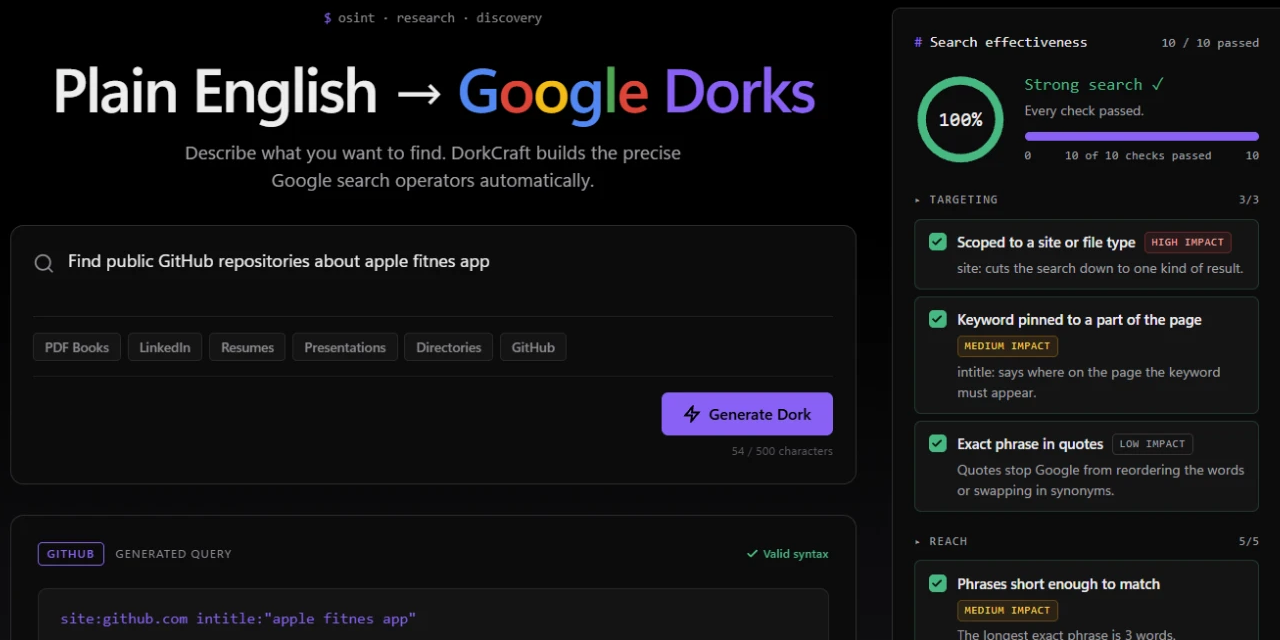 $ osint · research · discovery
Plain English → Google Dorks
Describe what you want to find. DorkCraft builds the precise
Google search operators automatically.
Find public GitHub repositories about apple fitnes app
PDF Books
LinkedIn
Resumes
Presentations
Directories
GitHub
Generate Dork
54 / 500 characters
GITHUB
GENERATED QUERY
✓ Valid syntax
site:github.com intitle:"apple fitnes app"
# Search effectiveness
10 / 10 passed
100%
Strong search ✓
Every check passed.
0
10 of 10 checks passed
10
▸ TARGETING
3/3
Scoped to a site or file type
HIGH IMPACT
site: cuts the search down to one kind of result.
Keyword pinned to a part of the page
MEDIUM IMPACT
intitle: says where on the page the keyword
must appear.
Exact phrase in quotes
LOW IMPACT
Quotes stop Google from reordering the words
or swapping in synonyms.
▸ REACH
5/5
Phrases short enough to match
MEDIUM IMPACT
The longest exact phrase is 3 words.